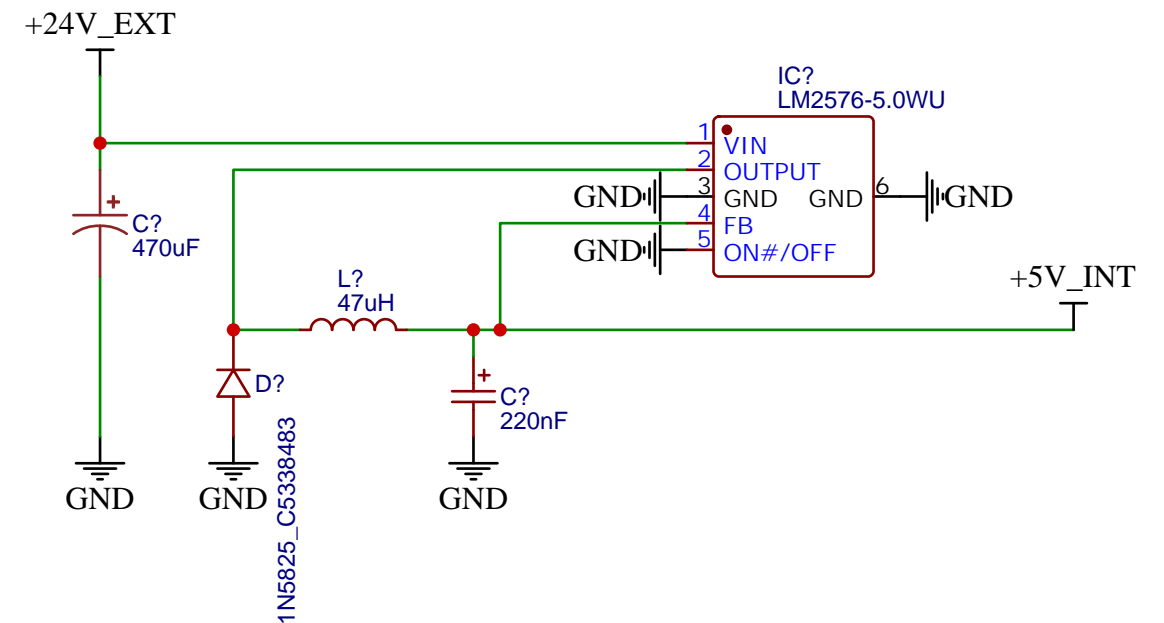 +24V_EXT
IC?
LM2576-5.0WU
1
VIN
2
OUTPUT
GND
3
GND
GND
6
GND
4
FB
GND
5
ON#/OFF
+
C?
470uF
L?
47uH
+5V_INT
D?
1N5825_C5338483
+
C?
220nF
GND
GND
GND